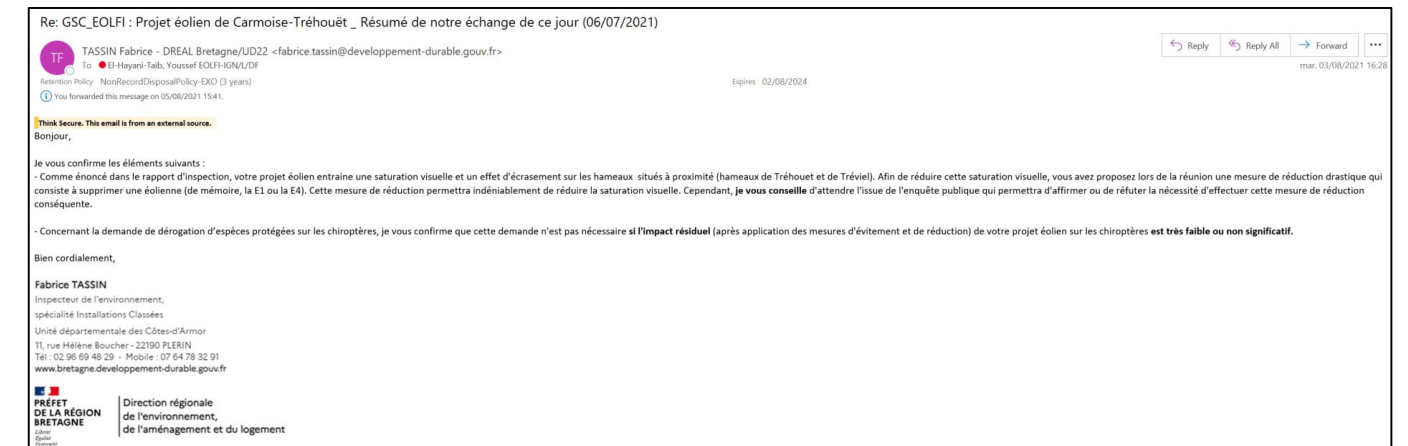 Re: GSC_EOLFI : Projet éolien de Carmoise-Tréhouët _ Résumé de notre échange de ce jour (06/07/2021)
TF
TASSIN Fabrice - DREAL Bretagne/UD22 <fabrice.tassin@developpement-durable.gouv.fr>
To El-Hayani-Taib, Youssef EOLFI-IGN/L/DF
Reply
Reply All
Forward
mar. 03/08/2021 16:28
Retention Policy NonRecordDisposalPolicy-EXO (3 years)
Expires 02/08/2024
You forwarded this message on 05/08/2021 15:41.
Think Secure. This email is from an external source.
Bonjour,
Je vous confirme les éléments suivants :
- Comme énoncé dans le rapport d'inspection, votre projet éolien entraine une saturation visuelle et un effet d'écrasement sur les hameaux situés à proximité (hameaux de Tréhouet et de Tréviel). Afin de réduire cette saturation visuelle, vous avez proposez lors de la réunion une mesure de réduction drastique qui
consiste à supprimer une éolienne (de mémoire, la E1 ou la E4). Cette mesure de réduction permettra indéniablement de réduire la saturation visuelle. Cependant, je vous conseille d'attendre l'issue de l'enquête publique qui permettra d'affirmer ou de réfuter la nécessité d'effectuer cette mesure de réduction
conséquente.
- Concernant la demande de dérogation d'espèces protégées sur les chiroptères, je vous confirme que cette demande n'est pas nécessaire si l'impact résiduel (après application des mesures d'évitement et de réduction) de votre projet éolien sur les chiroptères est très faible ou non significatif.
Bien cordialement,
Fabrice TASSIN
Inspecteur de l'environnement,
spécialité Installations Classées
Unité départementale des Côtes-d'Armor
11, rue Hélène Boucher - 22190 PLERIN
Tél : 02 96 69 48 29 - Mobile : 07 64 78 32 91
www.bretagne.developpement-durable.gouv.fr
PRÉFET
DE LA RÉGION
BRETAGNE
Liberté
Égalité
Fraternité
Direction régionale
de l'environnement,
de l'aménagement et du logement